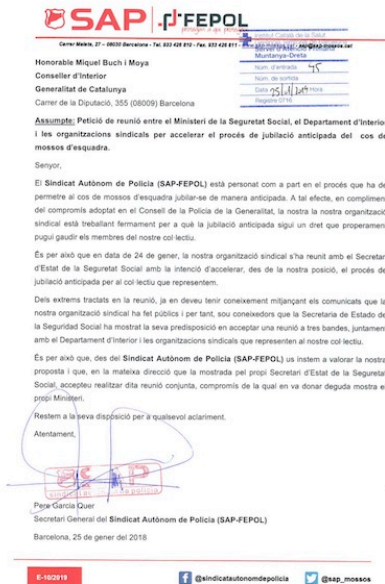 SAP FEPOL
Carrer Malats, 27 – 08030 Barcelona - Tel. 933 426 810 - Fax. 933 426 811 -
Institut Català de la Salut
Servei d'Atenció Primària
Muntanya-Dreta
Núm. d'entrada 45
Núm. de sortida
Data Hora
Registre 0716
Honorable Miquel Buch i Moya
Conseller d'Interior
Generalitat de Catalunya
Carrer de la Diputació, 355 (08009) Barcelona
Assumpte: Petició de reunió entre el Ministeri de la Seguretat Social, el Departament d'Interior
i les organitzacions sindicals per accelerar el procés de jubilació anticipada del cos de
mossos d'esquadra.
Senyor,
El Sindicat Autònom de Policia (SAP-FEPOL) està personat com a part en el procés que ha de
permetre al cos de mossos d'esquadra jubilar-se de manera anticipada. A tal efecte, en complimen
del compromís adoptat en el Consell de la Policia de la Generalitat, la nostra la nostra organització
sindical està treballant fermament per a què la jubilació anticipada sigui un dret que properament
pugui gaudir els membres del nostre col·lectiu.
És per això que en data de 24 de gener, la nostra organització sindical s'ha reunit amb el Secretari
d'Estat de la Seguretat Social amb la intenció d'accelerar, des de la nostra posició, el procés de
jubilació anticipada per al col·lectiu que representem.
Dels extrems tractats en la reunió, ja en deveu tenir coneixement mitjançant els comunicats que la
nostra organització sindical ha fet públics i per tant, sou coneixedors que la Secretaria de Estado de
la Seguridad Social ha mostrat la seva predisposició en acceptar una reunió a tres bandes, juntament
amb el Departament d'Interior i les organitzacions sindicals que representen al nostre col·lectiu.
És per això que, des del Sindicat Autònom de Policia (SAP-FEPOL) us instem a valorar la nostra
proposta i que, en la mateixa direcció que la mostrada pel propi Secretari d'Estat de la Seguretat
Social, accepteu realitzar dita reunió conjunta, compromís de la qual en va donar deguda mostra el
propi Ministeri.
Restem a la seva disposició per a qualsevol aclariment.
Atentament,
Pere Garcia Quer
Secretari General del Sindicat Autònom de Policia (SAP-FEPOL)
Barcelona, 25 de gener del 2018
E-10/2019 @sindicatautonomdepolicia @sap_mossos